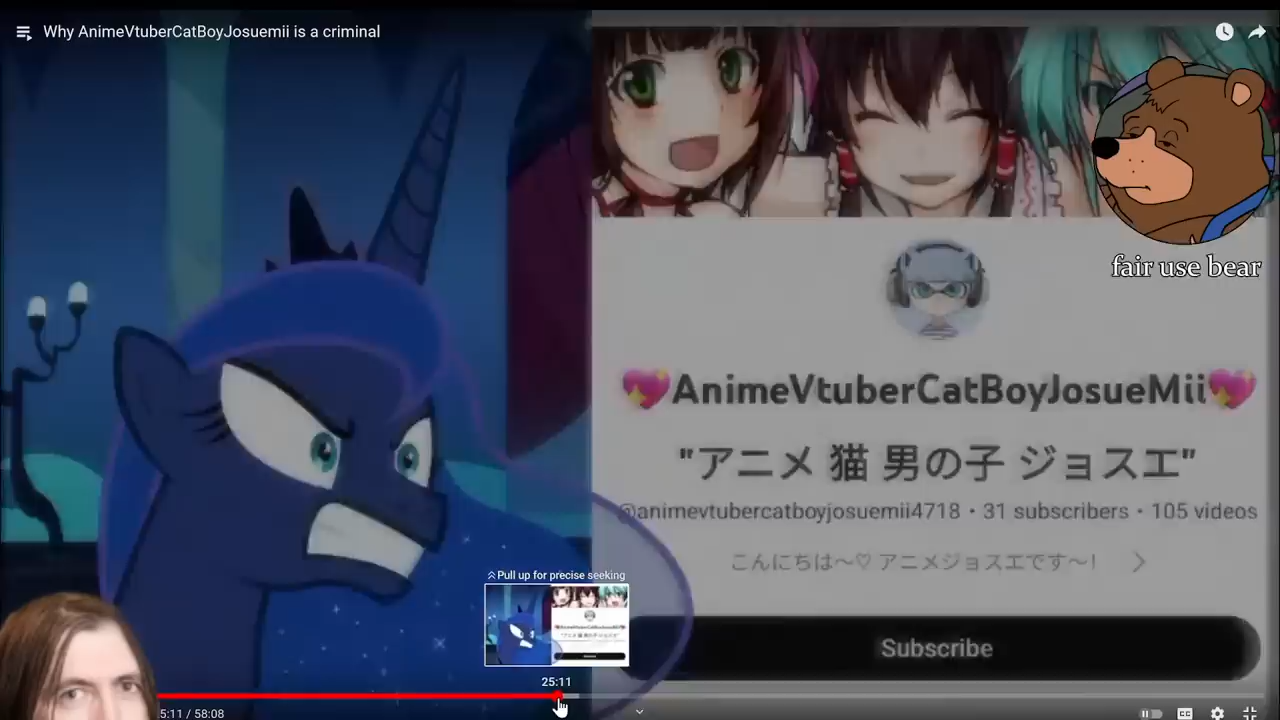 Why AnimeVtuberCatBoyJosuemii is a criminal
fair use bear
💖AnimeVtuberCatBoyJosueMii💖
"アニメ 猫 男の子 ジョスエ"
@animevtubercatboyjosuemii4718 • 31 subscribers • 105 videos
こんにちは〜♡ アニメジョスエです〜!
Pull up for precise seeking
Subscribe
25:11
5:11 / 58:08
CC